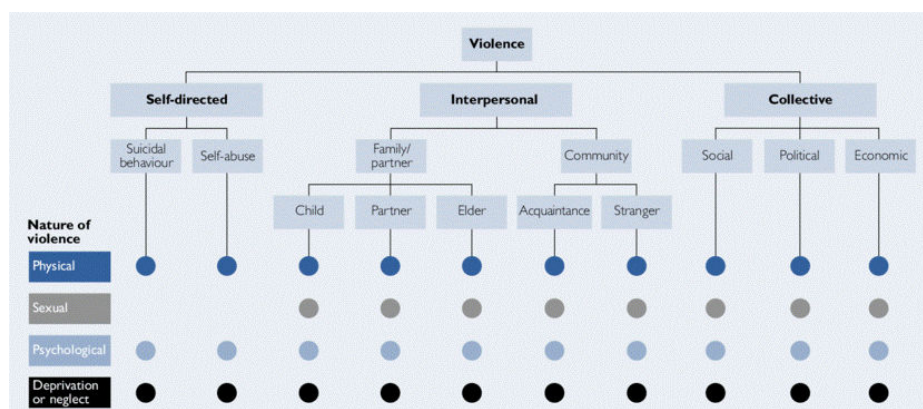 Violence
Self-directed
Interpersonal
Collective
Suicidal
behaviour
Self-abuse
Family/
partner
Community
Social
Political
Economic
Child
Partner
Elder
Acquaintance
Stranger
Nature of
violence
Physical
Sexual
Psychological
Deprivation
or neglect